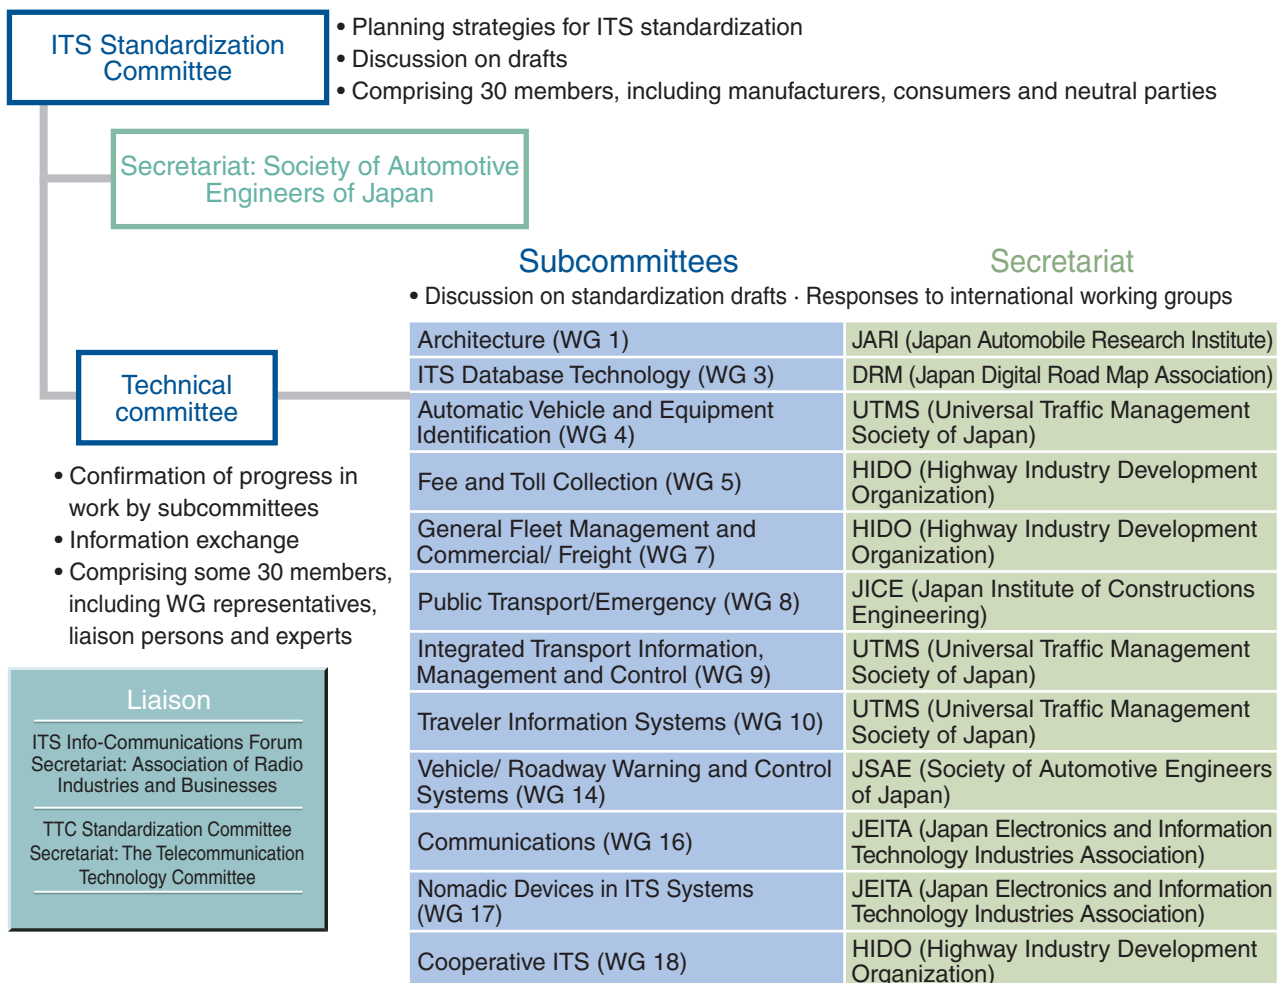 ITS Standardization
Committee
• Planning strategies for ITS standardization
• Discussion on drafts
• Comprising 30 members, including manufacturers, consumers and neutral parties
Secretariat: Society of Automotive
Engineers of Japan
Technical
committee
• Confirmation of progress in
work by subcommittees
• Information exchange
• Comprising some 30 members,
including WG representatives,
liaison persons and experts
Liaison
ITS Info-Communications Forum
Secretariat: Association of Radio
Industries and Businesses
TTC Standardization Committee
Secretariat: The Telecommunication
Technology Committee
Subcommittees
Secretariat
• Discussion on standardization drafts · Responses to international working groups
Architecture (WG 1)
JARI (Japan Automobile Research Institute)
ITS Database Technology (WG 3)
DRM (Japan Digital Road Map Association)
Automatic Vehicle and Equipment
Identification (WG 4)
UTMS (Universal Traffic Management
Society of Japan)
Fee and Toll Collection (WG 5)
HIDO (Highway Industry Development
Organization)
General Fleet Management and
Commercial/ Freight (WG 7)
HIDO (Highway Industry Development
Organization)
Public Transport/Emergency (WG 8)
JICE (Japan Institute of Constructions
Engineering)
Integrated Transport Information,
Management and Control (WG 9)
UTMS (Universal Traffic Management
Society of Japan)
Traveler Information Systems (WG 10)
UTMS (Universal Traffic Management
Society of Japan)
Vehicle/ Roadway Warning and Control
Systems (WG 14)
JSAE (Society of Automotive Engineers
of Japan)
Communications (WG 16)
JEITA (Japan Electronics and Information
Technology Industries Association)
Nomadic Devices in ITS Systems
(WG 17)
JEITA (Japan Electronics and Information
Technology Industries Association)
Cooperative ITS (WG 18)
HIDO (Highway Industry Development
Organization)